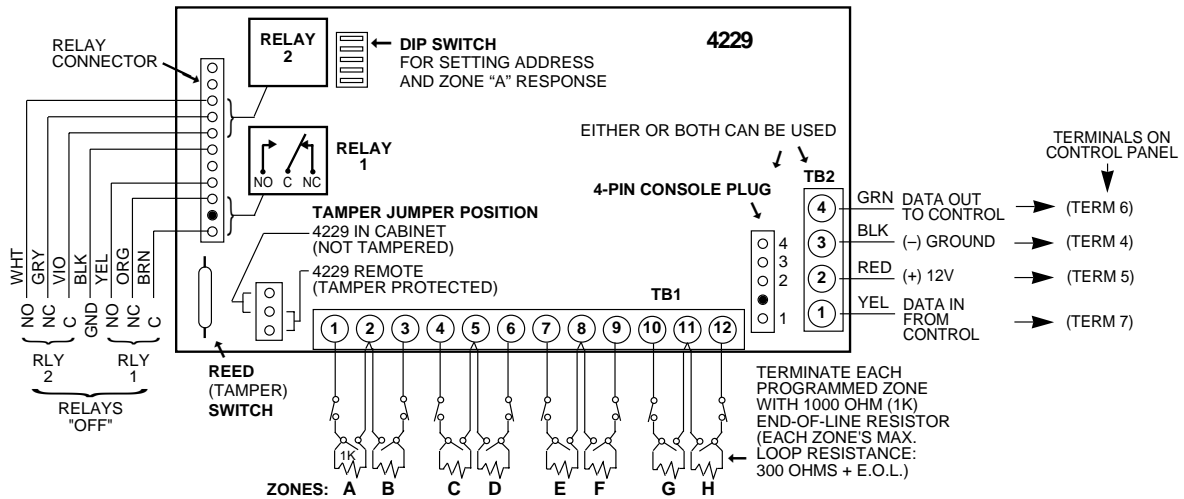 RELAY
CONNECTOR
RELAY
2
DIP SWITCH
FOR SETTING ADDRESS
AND ZONE “A” RESPONSE
4229
RELAY
1
NO C NC
EITHER OR BOTH CAN BE USED
4-PIN CONSOLE PLUG
TB2
TERMINALS ON
CONTROL PANEL
4
3
2
1
4
3
2
1
GRN DATA OUT
TO CONTROL
(TERM 6)
BLK (–) GROUND
(TERM 4)
RED (+) 12V
(TERM 5)
YEL DATA IN
FROM
CONTROL
(TERM 7)
TAMPER JUMPER POSITION
4229 IN CABINET
(NOT TAMPERED)
4229 REMOTE
(TAMPER PROTECTED)
TB1
1 2 3 4 5 6 7 8 9 10 11 12
WHT GRY VIO BLK YEL ORG BRN
NO NC C GND NO NC C
RLY
2
RLY
1
RELAYS
"OFF"
REED
(TAMPER)
SWITCH
TERMINATE EACH
PROGRAMMED ZONE
WITH 1000 OHM (1K)
END-OF-LINE RESISTOR
(EACH ZONE'S MAX.
LOOP RESISTANCE:
300 OHMS + E.O.L.)
1K
ZONES: A B C D E F G H